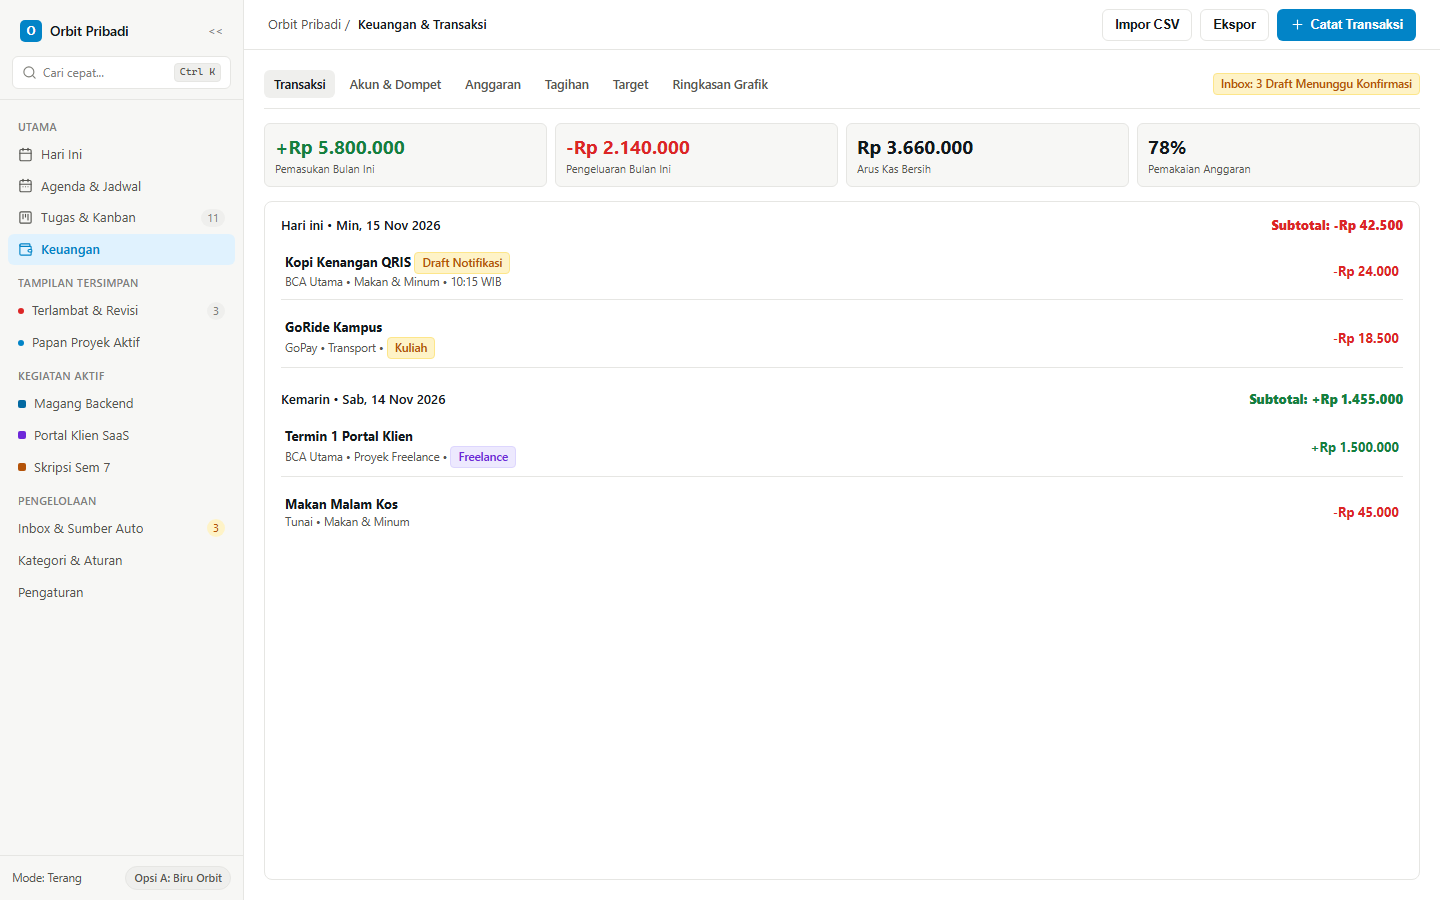 O Orbit Pribadi <<
Cari cepat... Ctrl K
UTAMA
Hari Ini
Agenda & Jadwal
Tugas & Kanban 11
Keuangan
TAMPILAN TERSIMPAN
Terlambat & Revisi 3
Papan Proyek Aktif
KEGIATAN AKTIF
Magang Backend
Portal Klien SaaS
Skripsi Sem 7
PENGELOLAAN
Inbox & Sumber Auto 3
Kategori & Aturan
Pengaturan
Mode: Terang Opsi A: Biru Orbit
Orbit Pribadi / Keuangan & Transaksi Impor CSV Ekspor + Catat Transaksi
Transaksi Akun & Dompet Anggaran Tagihan Target Ringkasan Grafik Inbox: 3 Draft Menunggu Konfirmasi
+Rp 5.800.000
Pemasukan Bulan Ini
-Rp 2.140.000
Pengeluaran Bulan Ini
Rp 3.660.000
Arus Kas Bersih
78%
Pemakaian Anggaran
Hari ini • Min, 15 Nov 2026 Subtotal: -Rp 42.500
Kopi Kenangan QRIS Draft Notifikasi
BCA Utama • Makan & Minum • 10:15 WIB -Rp 24.000
GoRide Kampus
GoPay • Transport • Kuliah -Rp 18.500
Kemarin • Sab, 14 Nov 2026 Subtotal: +Rp 1.455.000
Termin 1 Portal Klien
BCA Utama • Proyek Freelance • Freelance +Rp 1.500.000
Makan Malam Kos
Tunai • Makan & Minum -Rp 45.000